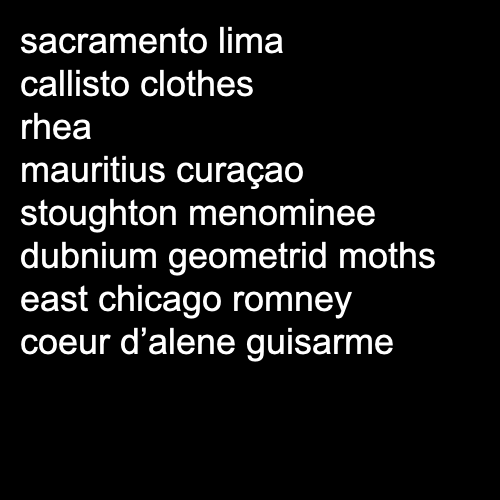 sacramento lima
callisto clothes
rhea
mauritius curaçao
stoughton menominee
dubnium geometrid moths
east chicago romney
coeur d’alene guisarme